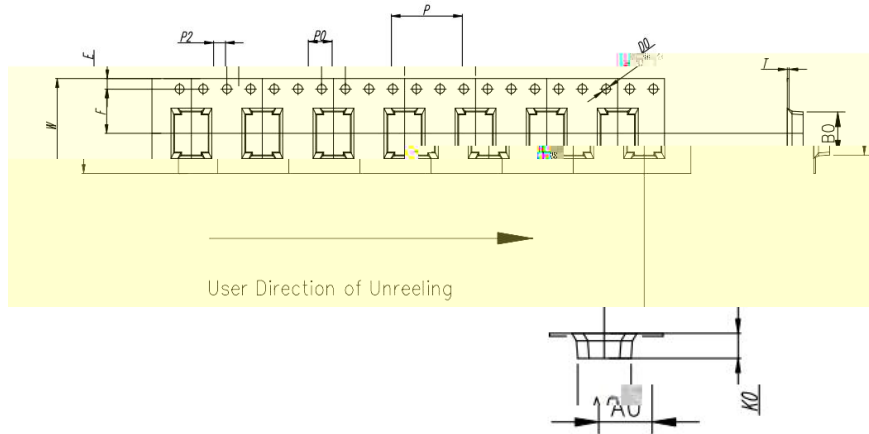 P
P2 P0 D0
E T
F
W B0
User Direction of Unreeling
K0
A0